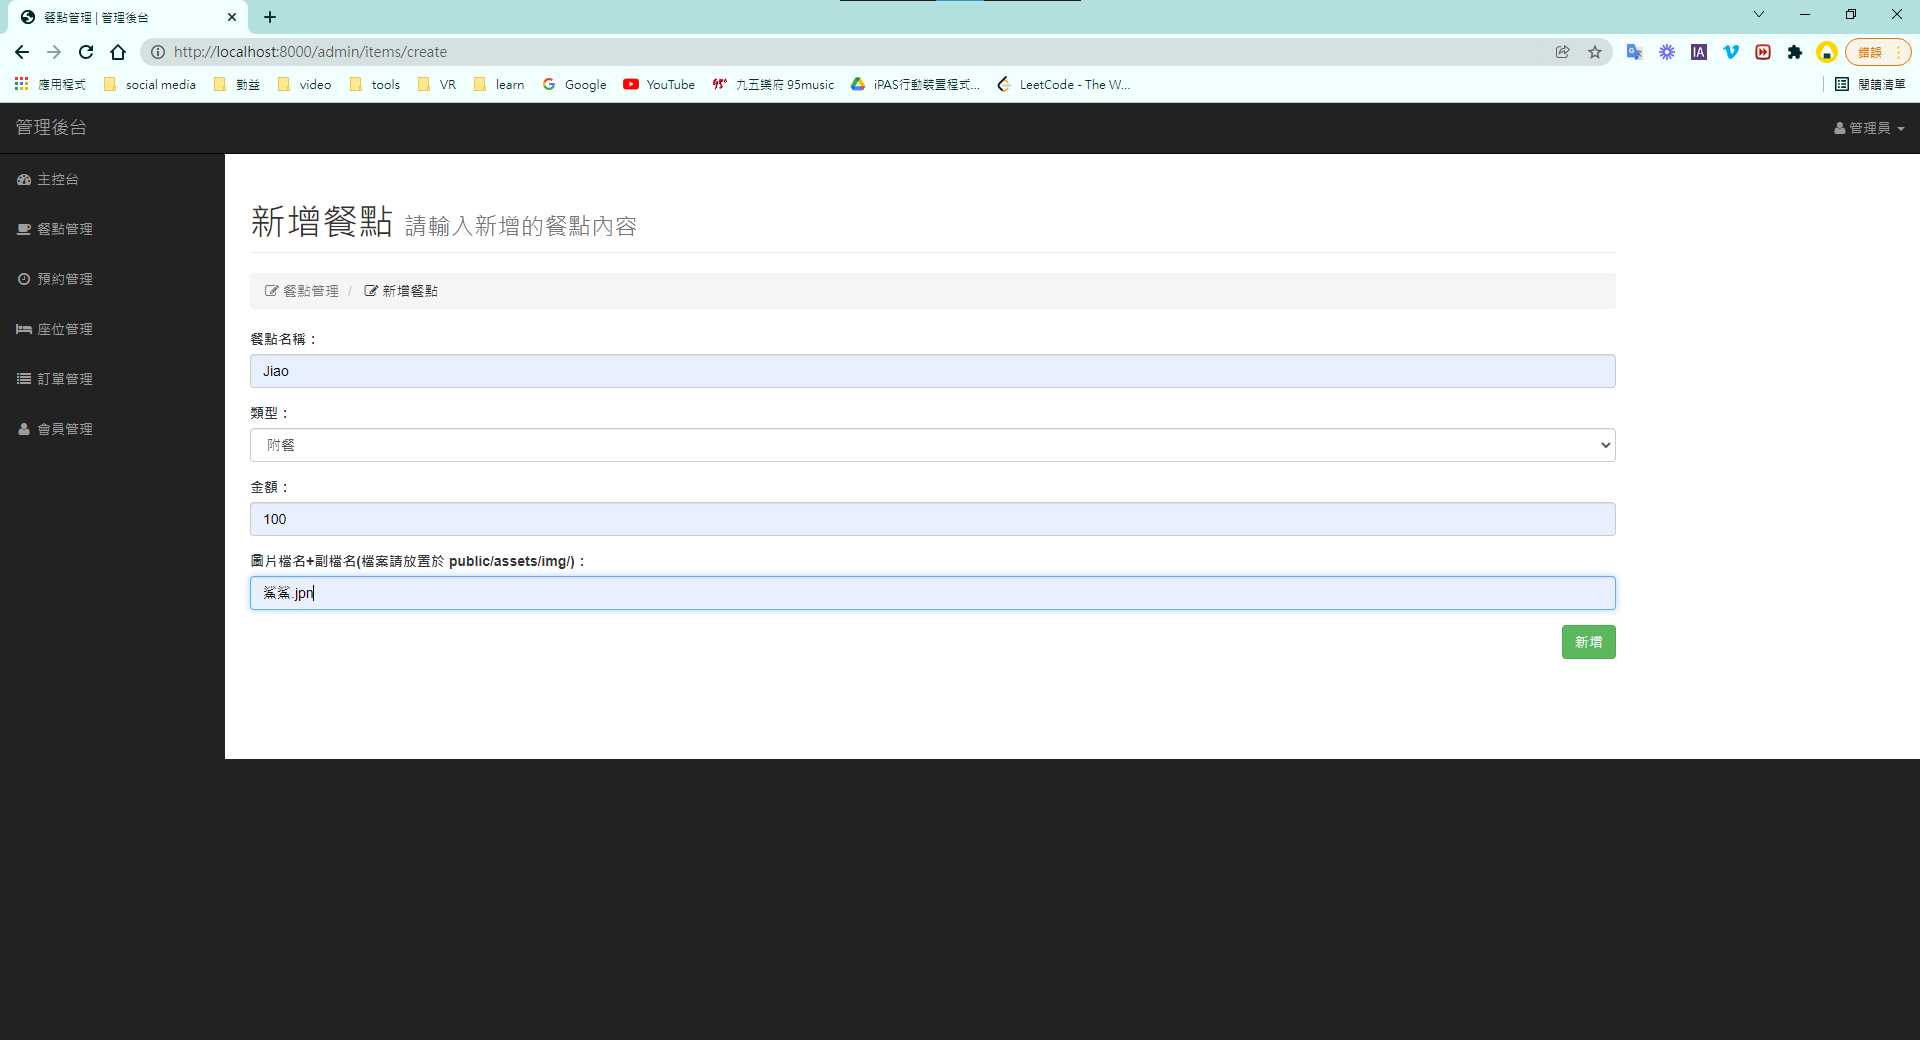 餐點管理 | 管理後台
http://localhost:8000/admin/items/create
錯誤
應用程式 social media 勤益 video tools VR learn Google YouTube 九五樂府 95music iPAS行動裝置程式... LeetCode - The W... 閱讀清單
管理後台
管理員
主控台
餐點管理
預約管理
座位管理
訂單管理
會員管理
新增餐點 請輸入新增的餐點內容
餐點管理 / 新增餐點
餐點名稱：
Jiao
類型：
附餐
金額：
100
圖片檔名+副檔名(檔案請放置於 public/assets/img/)：
鯊鯊.jpn
新增